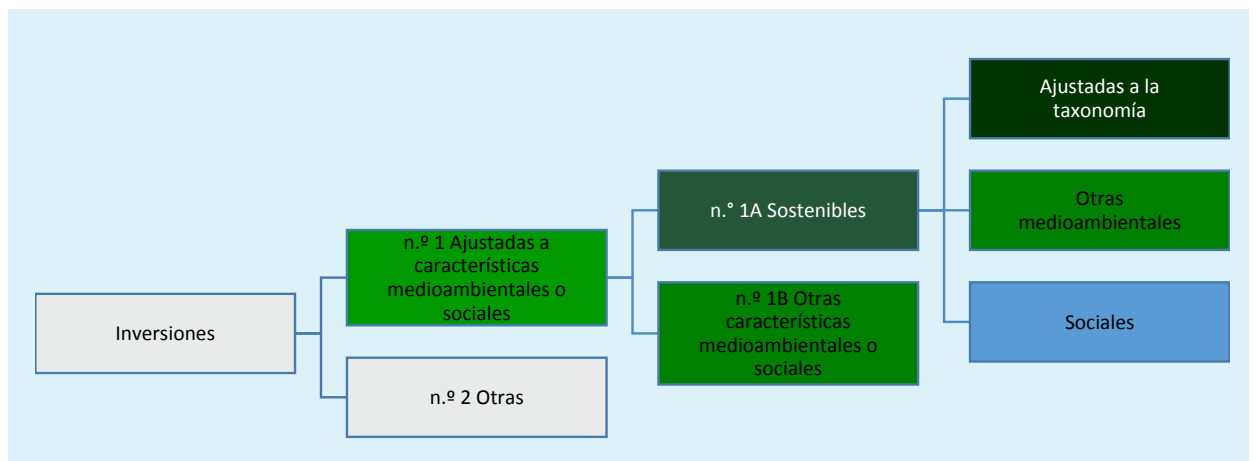 Inversiones
n.º 1 Ajustadas a
características
medioambientales o
sociales
n.º 2 Otras
n.° 1A Sostenibles
n.º 1B Otras
características
medioambientales o
sociales
Ajustadas a la
taxonomía
Otras
medioambientales
Sociales